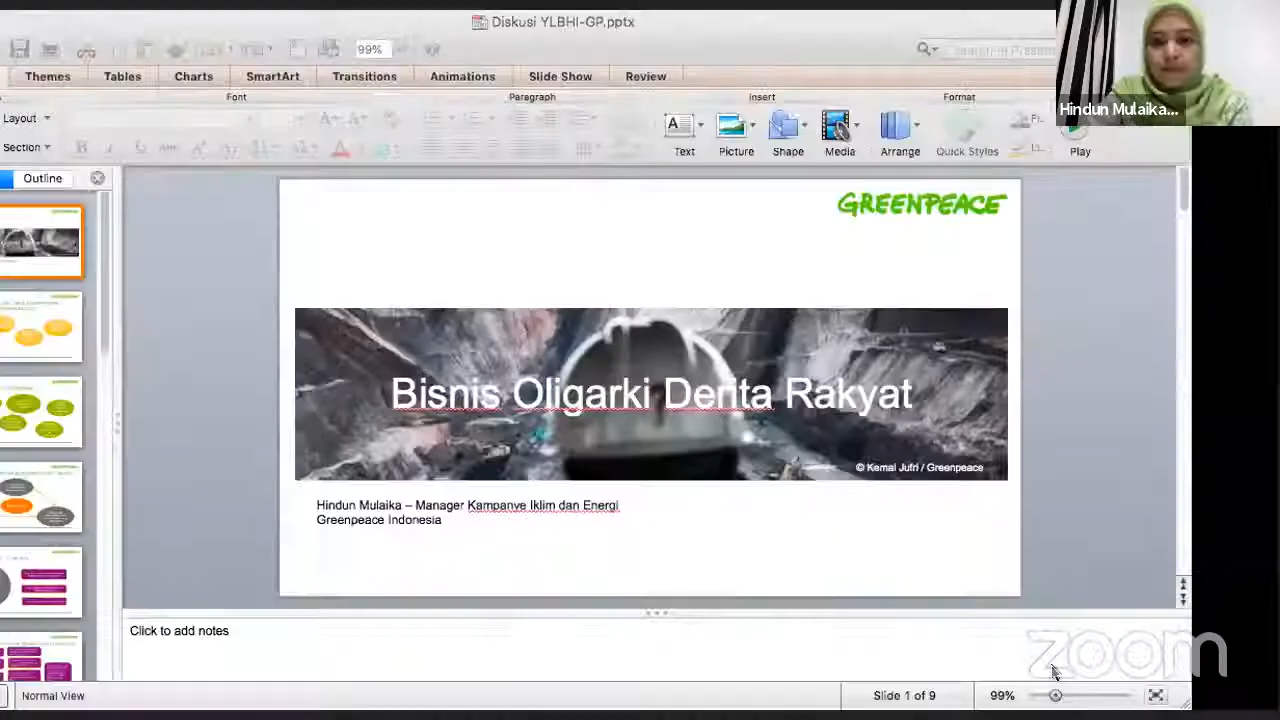 Diskusi YLBHI-GP.pptx
99%
Hindun Mulaika...
Themes
Tables
Charts
SmartArt
Transitions
Animations
Slide Show
Review
Font
Paragraph
Insert
Format
Layout
Section
Text
Picture
Shape
Media
Arrange
Quick Styles
Play
Outline
GREENPEACE
Bisnis Oligarki Derita Rakyat
© Kemal Jufri / Greenpeace
Hindun Mulaika – Manager Kampanye Iklim dan Energi
Greenpeace Indonesia
Click to add notes
zoom
Normal View
Slide 1 of 9
99%